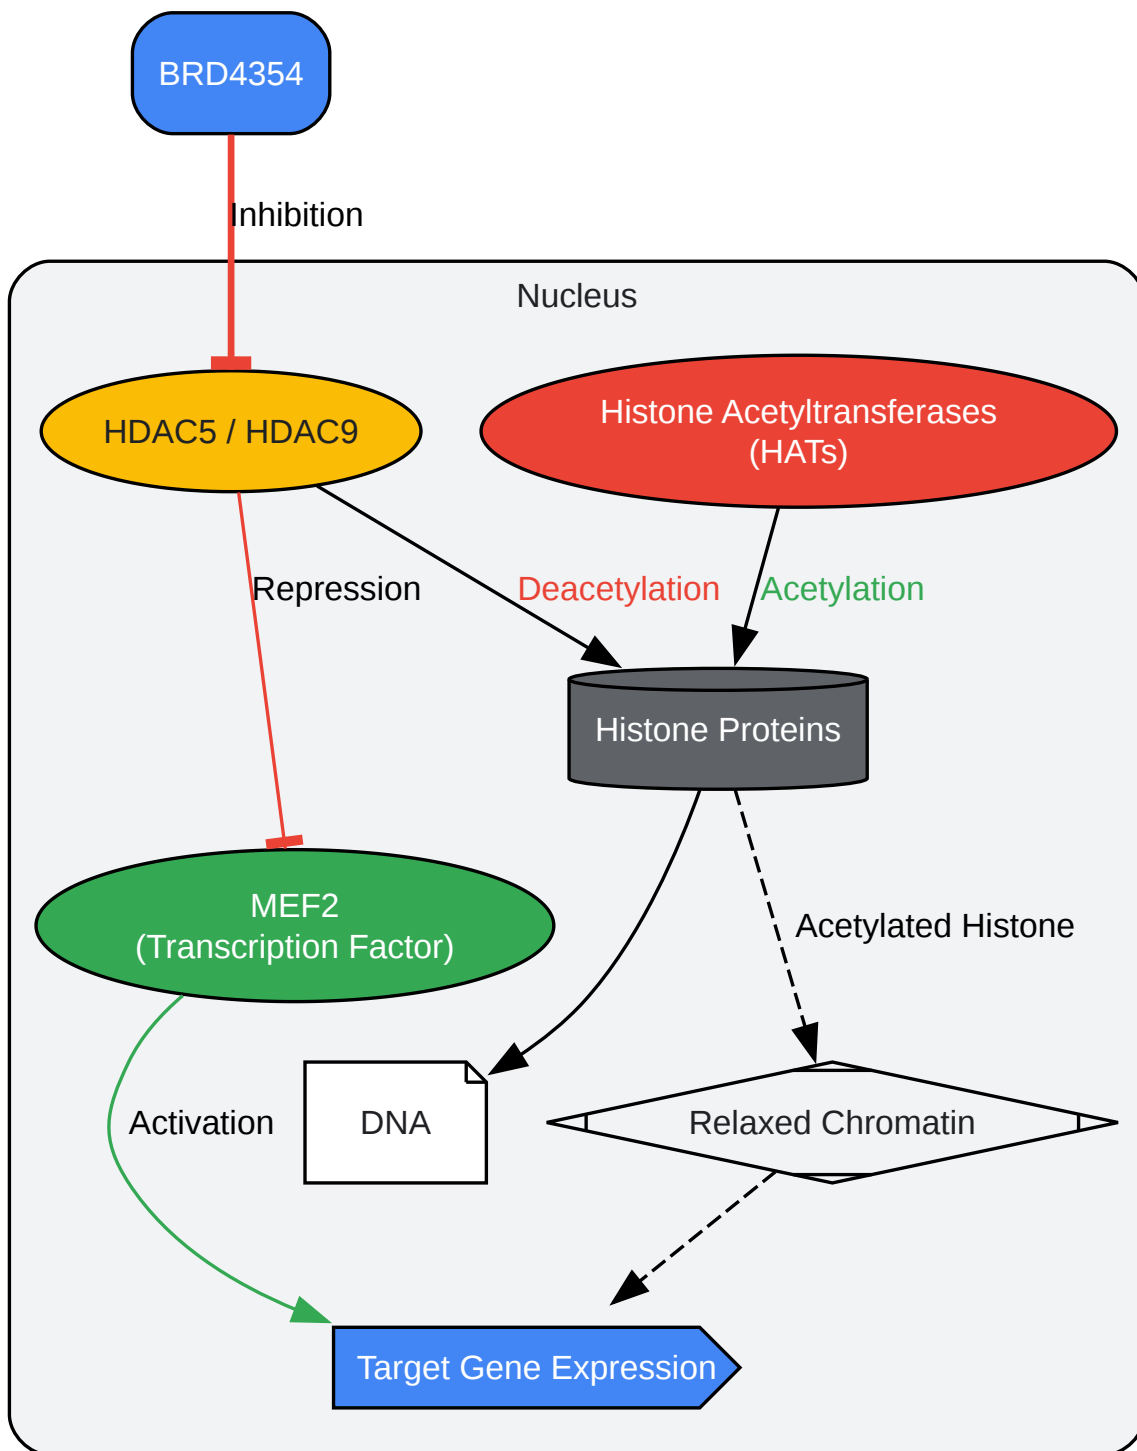 BRD4354
Inhibition
Nucleus
HDAC5 / HDAC9
Histone Acetyltransferases
(HATs)
Repression
Deacetylation
Acetylation
Histone Proteins
MEF2
(Transcription Factor)
Acetylated Histone
Activation
DNA
Relaxed Chromatin
Target Gene Expression